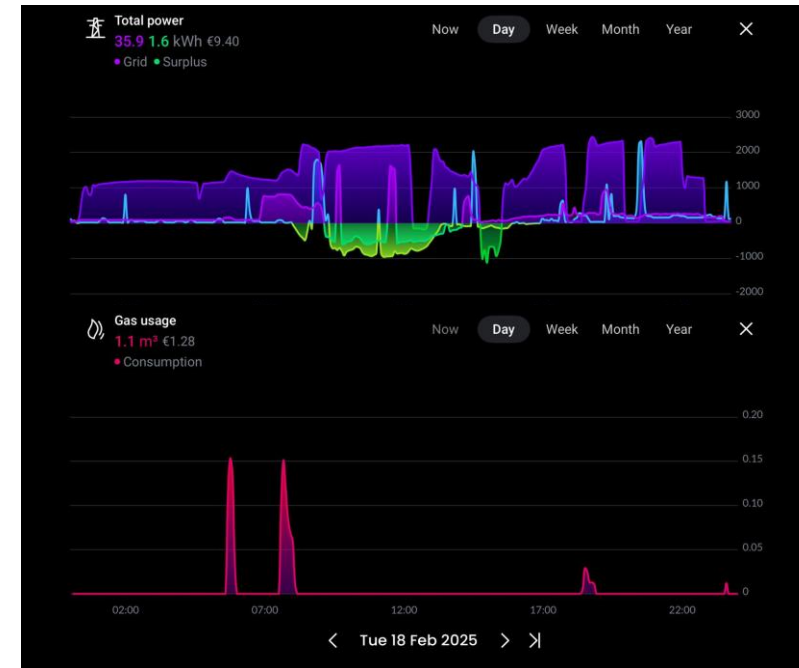 Total power
35.9 1.6 kWh €9.40
Grid Surplus
Now Day Week Month Year
3000
2000
1000
0
-1000
-2000
Gas usage
1.1 m³ €1.28
Consumption
Now Day Week Month Year
0.20
0.15
0.10
0.05
0
02:00 07:00 12:00 17:00 22:00
Tue 18 Feb 2025